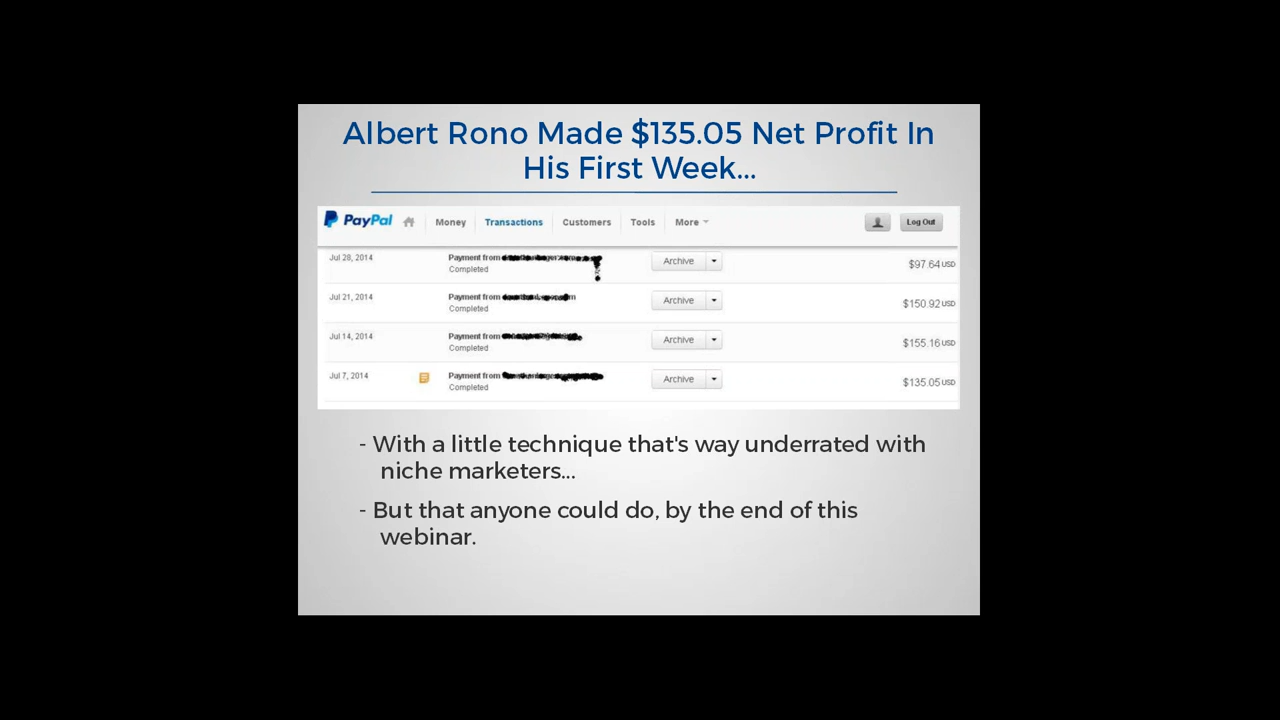 Albert Rono Made $135.05 Net Profit In
His First Week...
PayPal Money Transactions Customers Tools More Log Out
Jul 28, 2014 Payment from Archive $97.64 USD
Completed
Jul 21, 2014 Payment from Archive $150.92 USD
Completed
Jul 14, 2014 Payment from Archive $155.16 USD
Completed
Jul 7, 2014 Payment from Archive $135.05 USD
Completed
- With a little technique that's way underrated with
niche marketers...
- But that anyone could do, by the end of this
webinar.